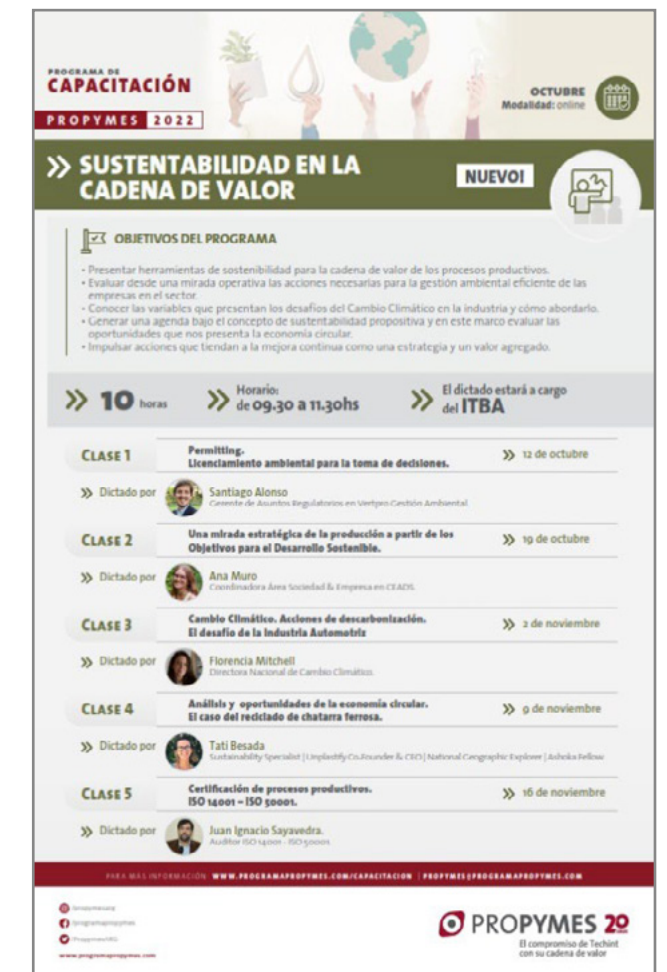 PROGRAMA DE
CAPACITACIÓN
PROPYMES 2022
OCTUBRE
Modalidad: online
SUSTENTABILIDAD EN LA
CADENA DE VALOR
NUEVO!
OBJETIVOS DEL PROGRAMA
• Presentar herramientas de sostenibilidad para la cadena de valor de los procesos productivos.
• Evaluar desde una mirada operativa las acciones necesarias para la gestión ambiental eficiente de las
empresas en el sector.
• Conocer las variables que presentan los desafíos del Cambio Climático en la industria y cómo abordarlo.
• Generar una agenda bajo el concepto de sustentabilidad propositiva y en este marco evaluar las
oportunidades que nos presenta la economía circular.
• Impulsar acciones que tiendan a la mejora continua como una estrategia y un valor agregado.
10 horas
Horario:
de 09.30 a 11.30hs
El dictado estará a cargo
del ITBA
CLASE 1
Permitting.
Licenciamiento ambiental para la toma de decisiones.
12 de octubre
Dictado por
Santiago Alonso
Gerente de Asuntos Regulatorios en Vertpro Gestión Ambiental.
CLASE 2
Una mirada estratégica de la producción a partir de los
Objetivos para el Desarrollo Sostenible.
19 de octubre
Dictado por
Ana Muro
Coordinadora Área Sociedad & Empresa en CEADS.
CLASE 3
Cambio Climático. Acciones de descarbonización.
El desafío de la Industria Automotriz
2 de noviembre
Dictado por
Florencia Mitchell
Directora Nacional de Cambio Climático.
CLASE 4
Análisis y oportunidades de la economía circular.
El caso del reciclado de chatarra ferrosa.
9 de noviembre
Dictado por
Tati Besada
Sustainability Specialist | Unplastify Co-Founder & CEO | National Geographic Explorer | Ashoka Fellow
CLASE 5
Certificación de procesos productivos.
ISO 14001 – ISO 50001.
16 de noviembre
Dictado por
Juan Ignacio Sayavedra.
Auditor ISO 14001 - ISO 50001
PARA MÁS INFORMACIÓN WWW.PROGRAMAPROPYMES.COM/CAPACITACION | PROPYMES@PROGRAMAPROPYMES.COM
programapropymes
www.programapropymes.com
PROPYMES 20
El compromiso de Techint
con su cadena de valor